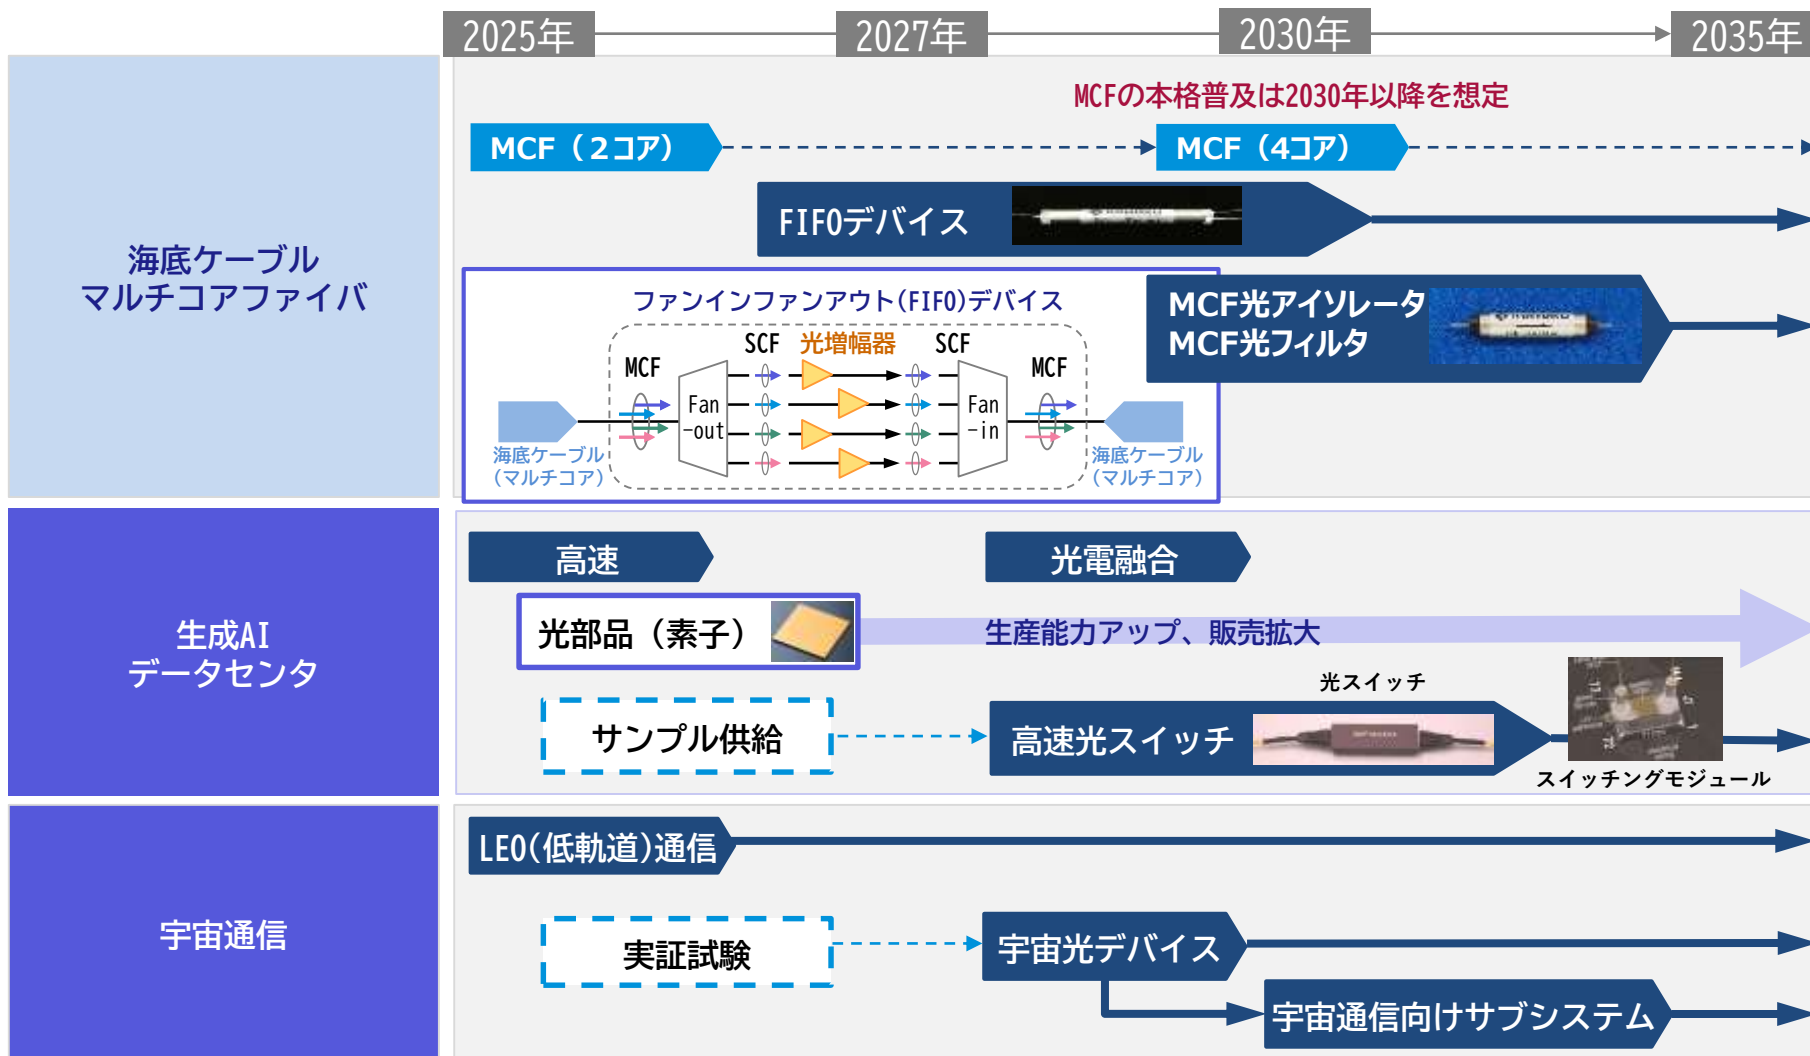 2025年
2027年
2030年
2035年
海底ケーブル
マルチコアファイバ
MCFの本格普及は2030年以降を想定
MCF（２コア）
MCF（4コア）
FIFOデバイス
ファンインファンアウト(FIFO)デバイス
MCF光アイソレータ
MCF光フィルタ
SCF
光増幅器
SCF
MCF
MCF
Fan
-out
Fan
-in
海底ケーブル
(マルチコア)
海底ケーブル
(マルチコア)
生成AI
データセンタ
高速
光電融合
光部品（素子）
生産能力アップ、販売拡大
光スイッチ
サンプル供給
高速光スイッチ
スイッチングモジュール
宇宙通信
LEO(低軌道)通信
実証試験
宇宙光デバイス
宇宙通信向けサブシステム